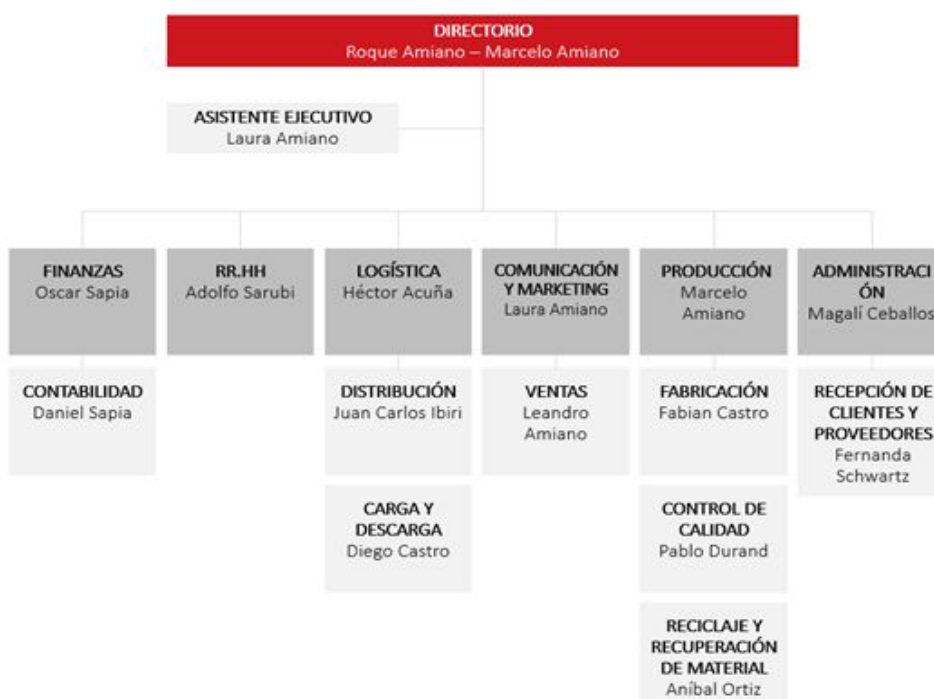 DIRECTORIO
Roque Amiano – Marcelo Amiano
ASISTENTE EJECUTIVO
Laura Amiano
FINANZAS
Oscar Sapia
RR.HH
Adolfo Sarubi
LOGÍSTICA
Héctor Acuña
COMUNICACIÓN
Y MARKETING
Laura Amiano
PRODUCCIÓN
Marcelo
Amiano
ADMINISTRACI
ÓN
Magalí Ceballos
CONTABILIDAD
Daniel Sapia
DISTRIBUCIÓN
Juan Carlos Ibiri
VENTAS
Leandro
Amiano
FABRICACIÓN
Fabian Castro
RECEPCIÓN DE
CLIENTES Y
PROVEEDORES
Fernanda
Schwartz
CARGA Y
DESCARGA
Diego Castro
CONTROL DE
CALIDAD
Pablo Durand
RECICLAJE Y
RECUPERACIÓN
DE MATERIAL
Aníbal Ortiz